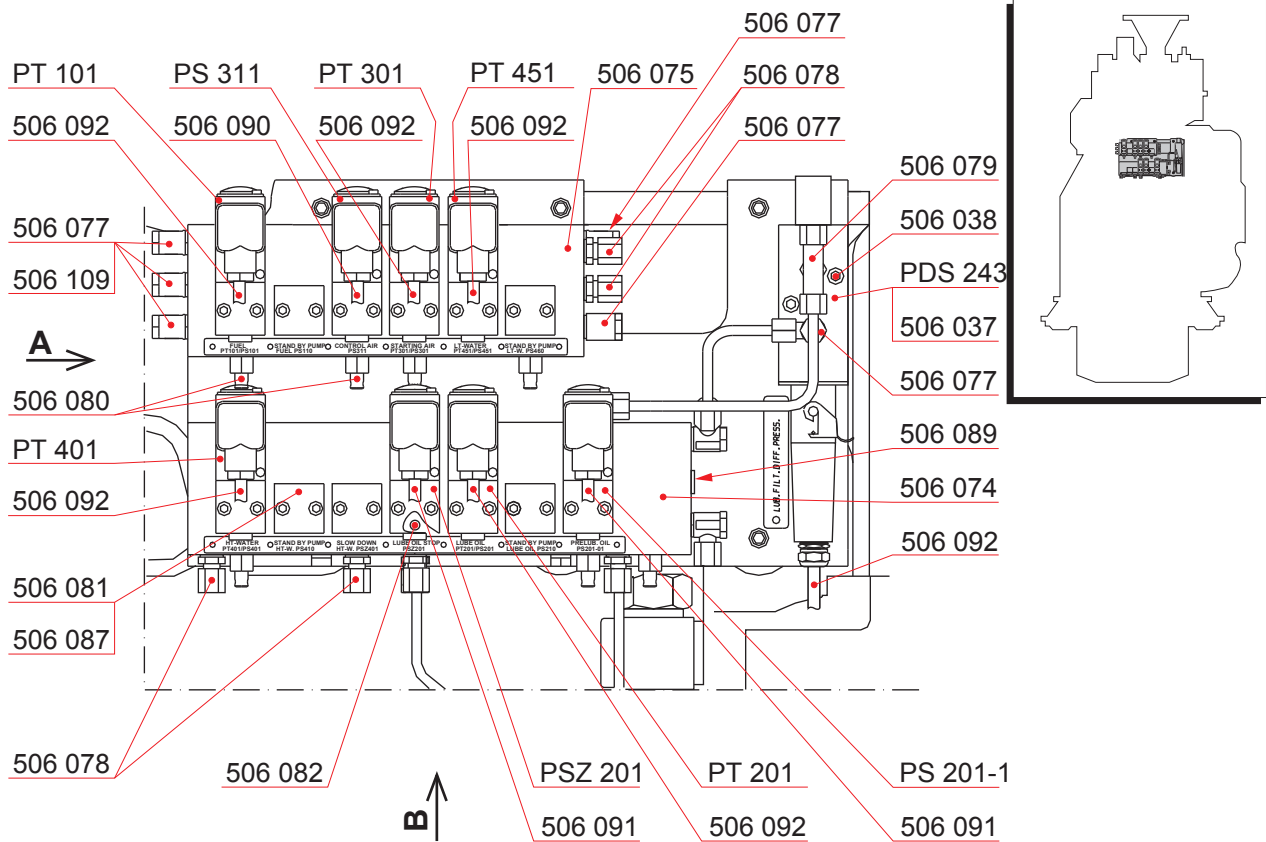 506 077
PT 101
PS 311
PT 301
PT 451
506 075
506 078
506 092
506 090
506 092
506 092
506 077
506 079
506 038
506 077
506 109
PDS 243
506 037
FUEL
PT101/PS101
STAND BY PUMP
FUEL PS110
CONTROL AIR
PS311
STARTING AIR
PT301/PS301
LT-WATER
PT451/PS451
STAND BY PUMP
LT-W. PS460
A
506 077
506 080
LUB.FILT.DIFF.PRESS.
PT 401
506 089
506 092
506 074
506 092
HT-WATER
PT401/PS401
STAND BY PUMP
HT-W. PS410
SLOW DOWN
HT-W. PSZ401
LUBE OIL STOP
PSZ201
LUBE OIL
PT201/PS201
STAND BY PUMP
LUBE OIL PS210
PRELUB. OIL
PS201-01
506 081
506 087
506 078
506 082
PSZ 201
PT 201
PS 201-1
B
506 091
506 092
506 091